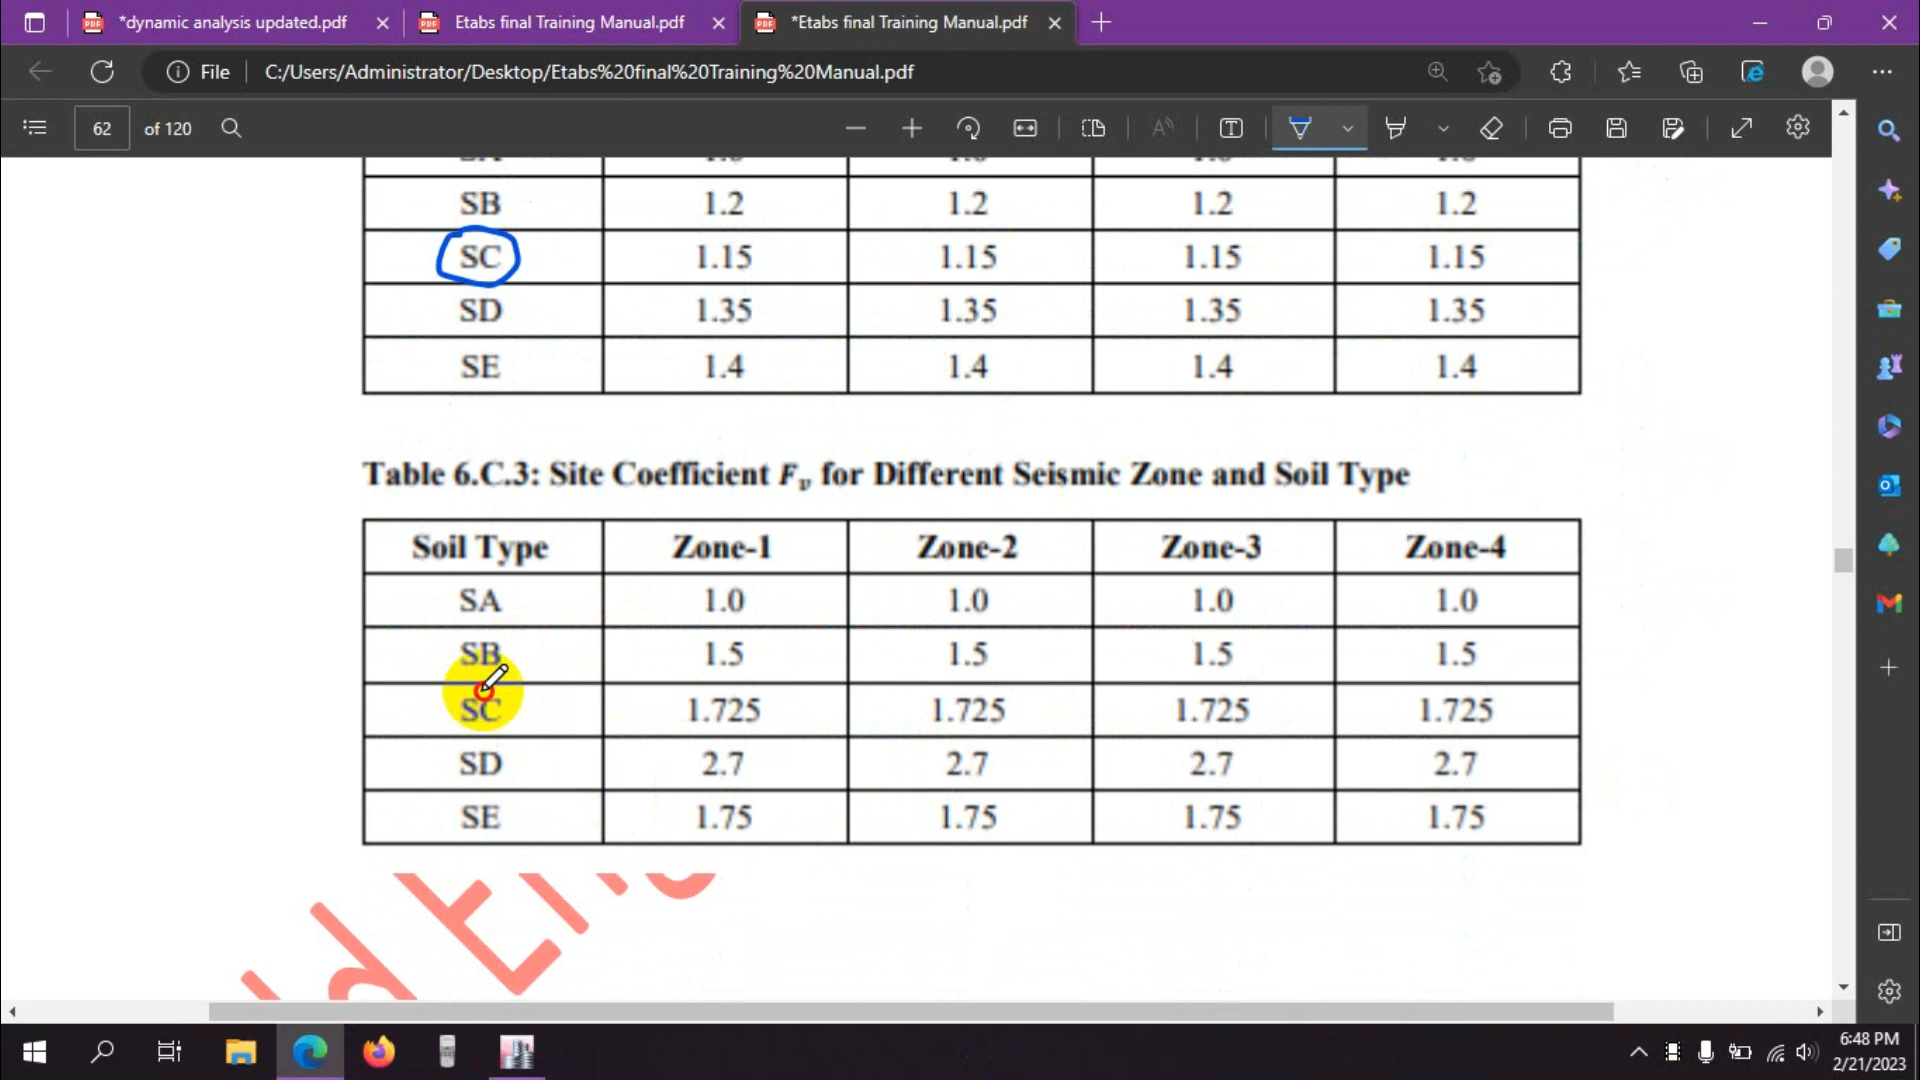 *dynamic analysis updated.pdf
Etabs final Training Manual.pdf
*Etabs final Training Manual.pdf
File
C:/Users/Administrator/Desktop/Etabs%20final%20Training%20Manual.pdf
62 of 120
SB 1.2 1.2 1.2 1.2
SC 1.15 1.15 1.15 1.15
SD 1.35 1.35 1.35 1.35
SE 1.4 1.4 1.4 1.4
Table 6.C.3: Site Coefficient Fv for Different Seismic Zone and Soil Type
Soil Type Zone-1 Zone-2 Zone-3 Zone-4
SA 1.0 1.0 1.0 1.0
SB 1.5 1.5 1.5 1.5
SC 1.725 1.725 1.725 1.725
SD 2.7 2.7 2.7 2.7
SE 1.75 1.75 1.75 1.75
6:48 PM
2/21/2023